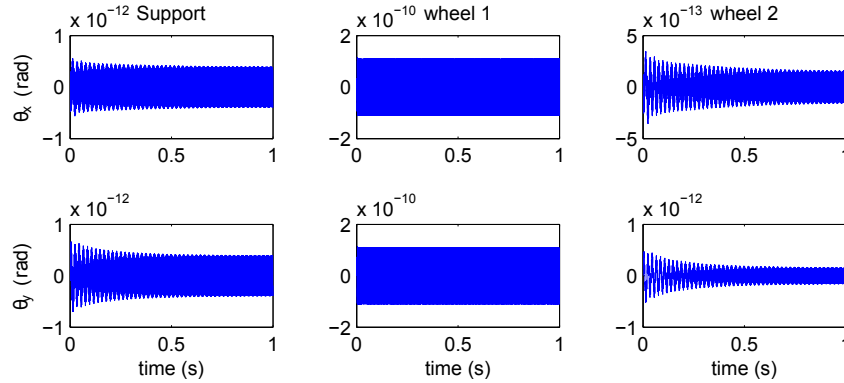 x 10⁻¹² Support
x 10⁻¹⁰ wheel 1
x 10⁻¹³ wheel 2
θx (rad)
1
0
−1
0 0.5 1
2
0
−2
0 0.5 1
5
0
−5
0 0.5 1
x 10⁻¹²
x 10⁻¹⁰
x 10⁻¹²
θy (rad)
1
0
−1
0 0.5 1
time (s)
2
0
−2
0 0.5 1
time (s)
1
0
−1
0 0.5 1
time (s)